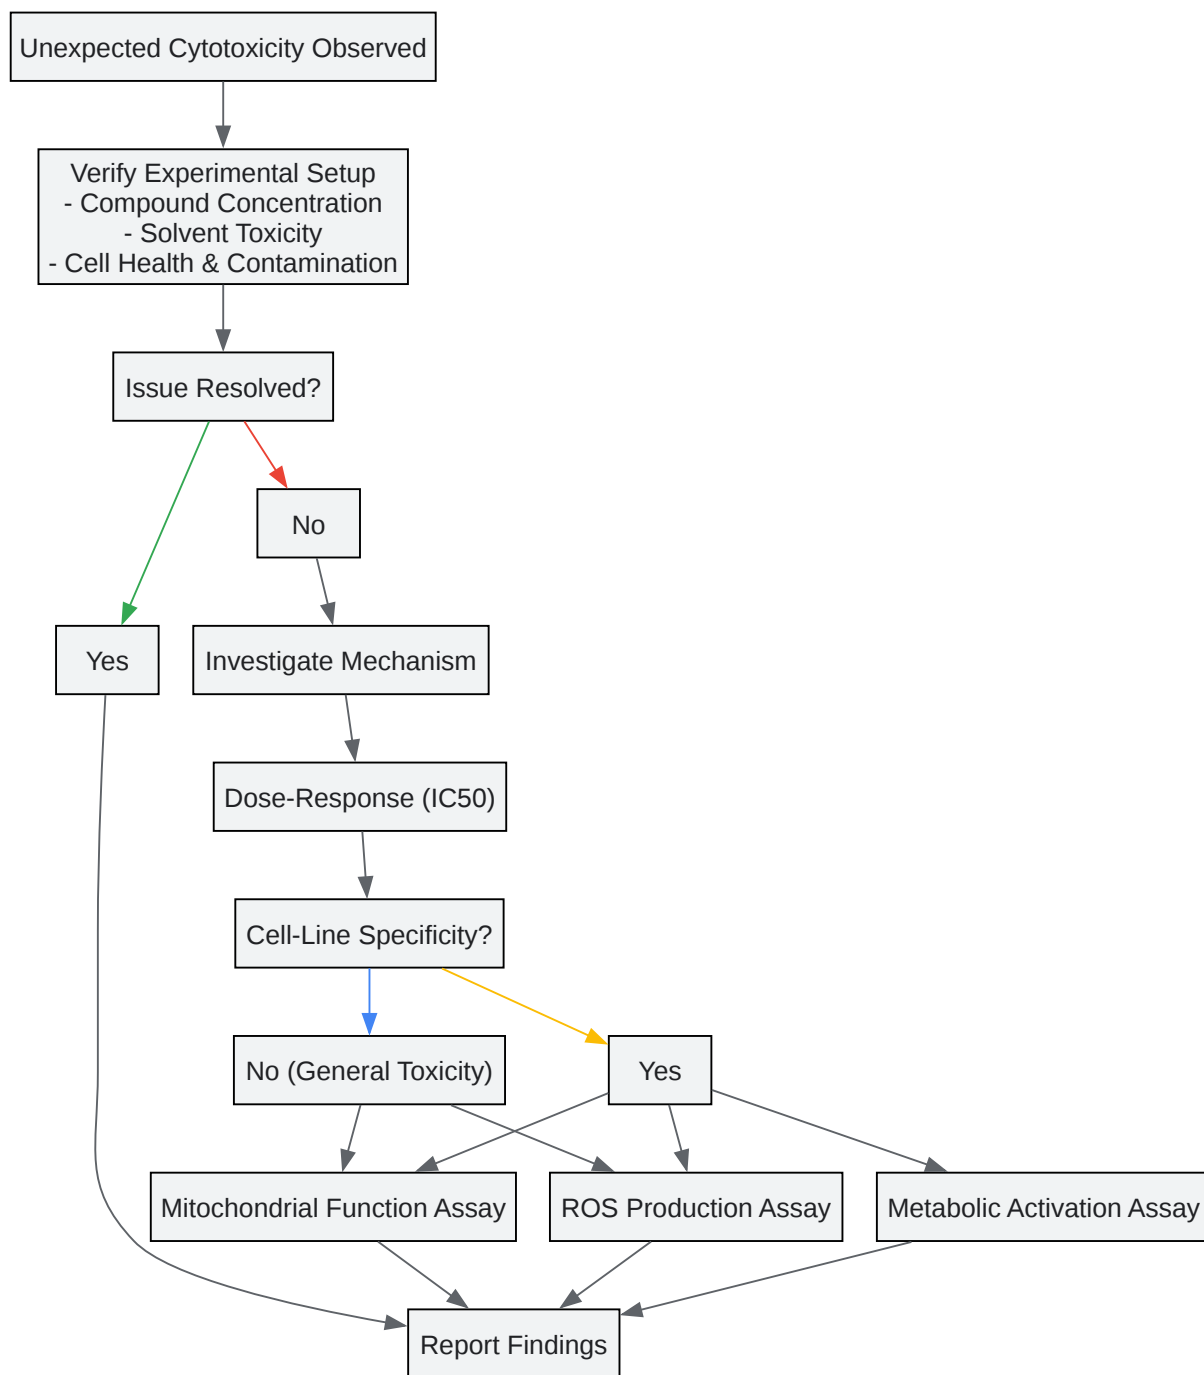 Unexpected Cytotoxicity Observed
Verify Experimental Setup
- Compound Concentration
- Solvent Toxicity
- Cell Health & Contamination
Issue Resolved?
No
Yes
Investigate Mechanism
Dose-Response (IC50)
Cell-Line Specificity?
No (General Toxicity)
Yes
Mitochondrial Function Assay
ROS Production Assay
Metabolic Activation Assay
Report Findings